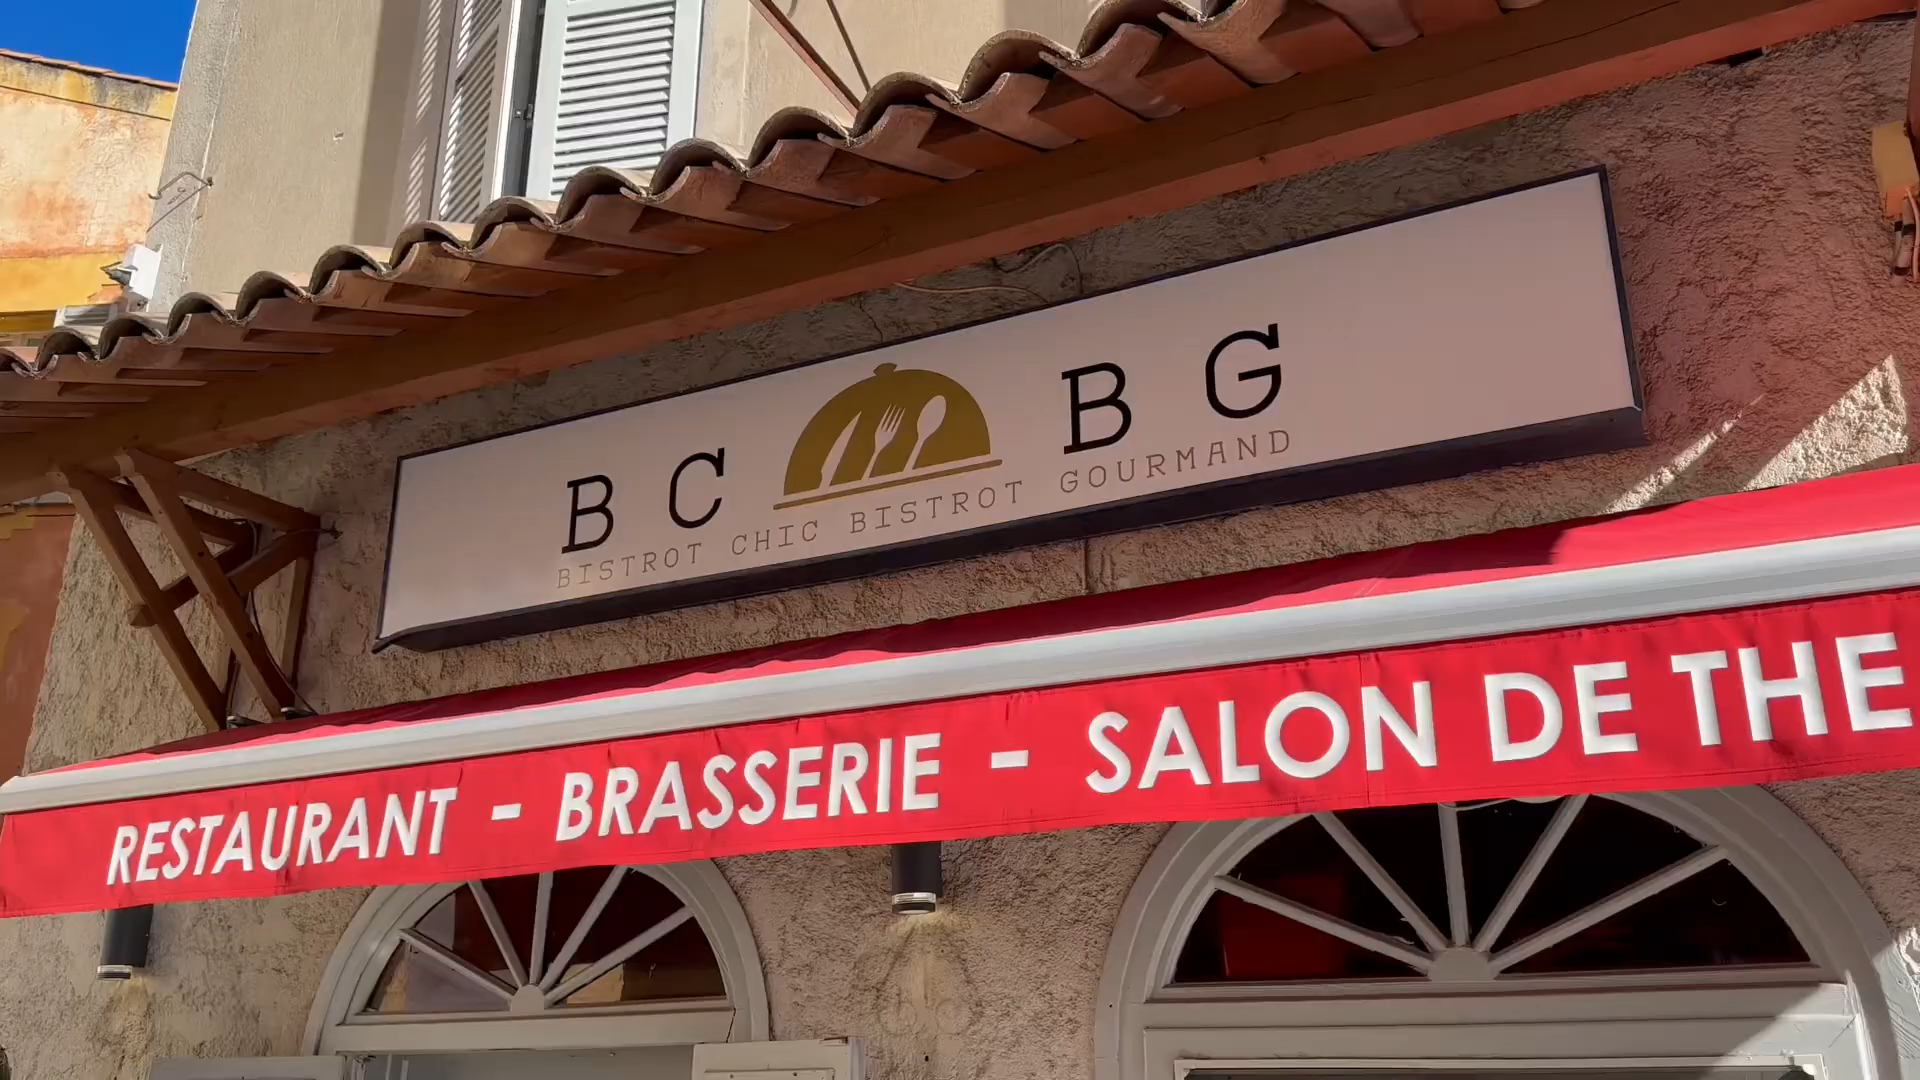 BC BG
BISTROT CHIC BISTROT GOURMAND
RESTAURANT - BRASSERIE - SALON DE THE